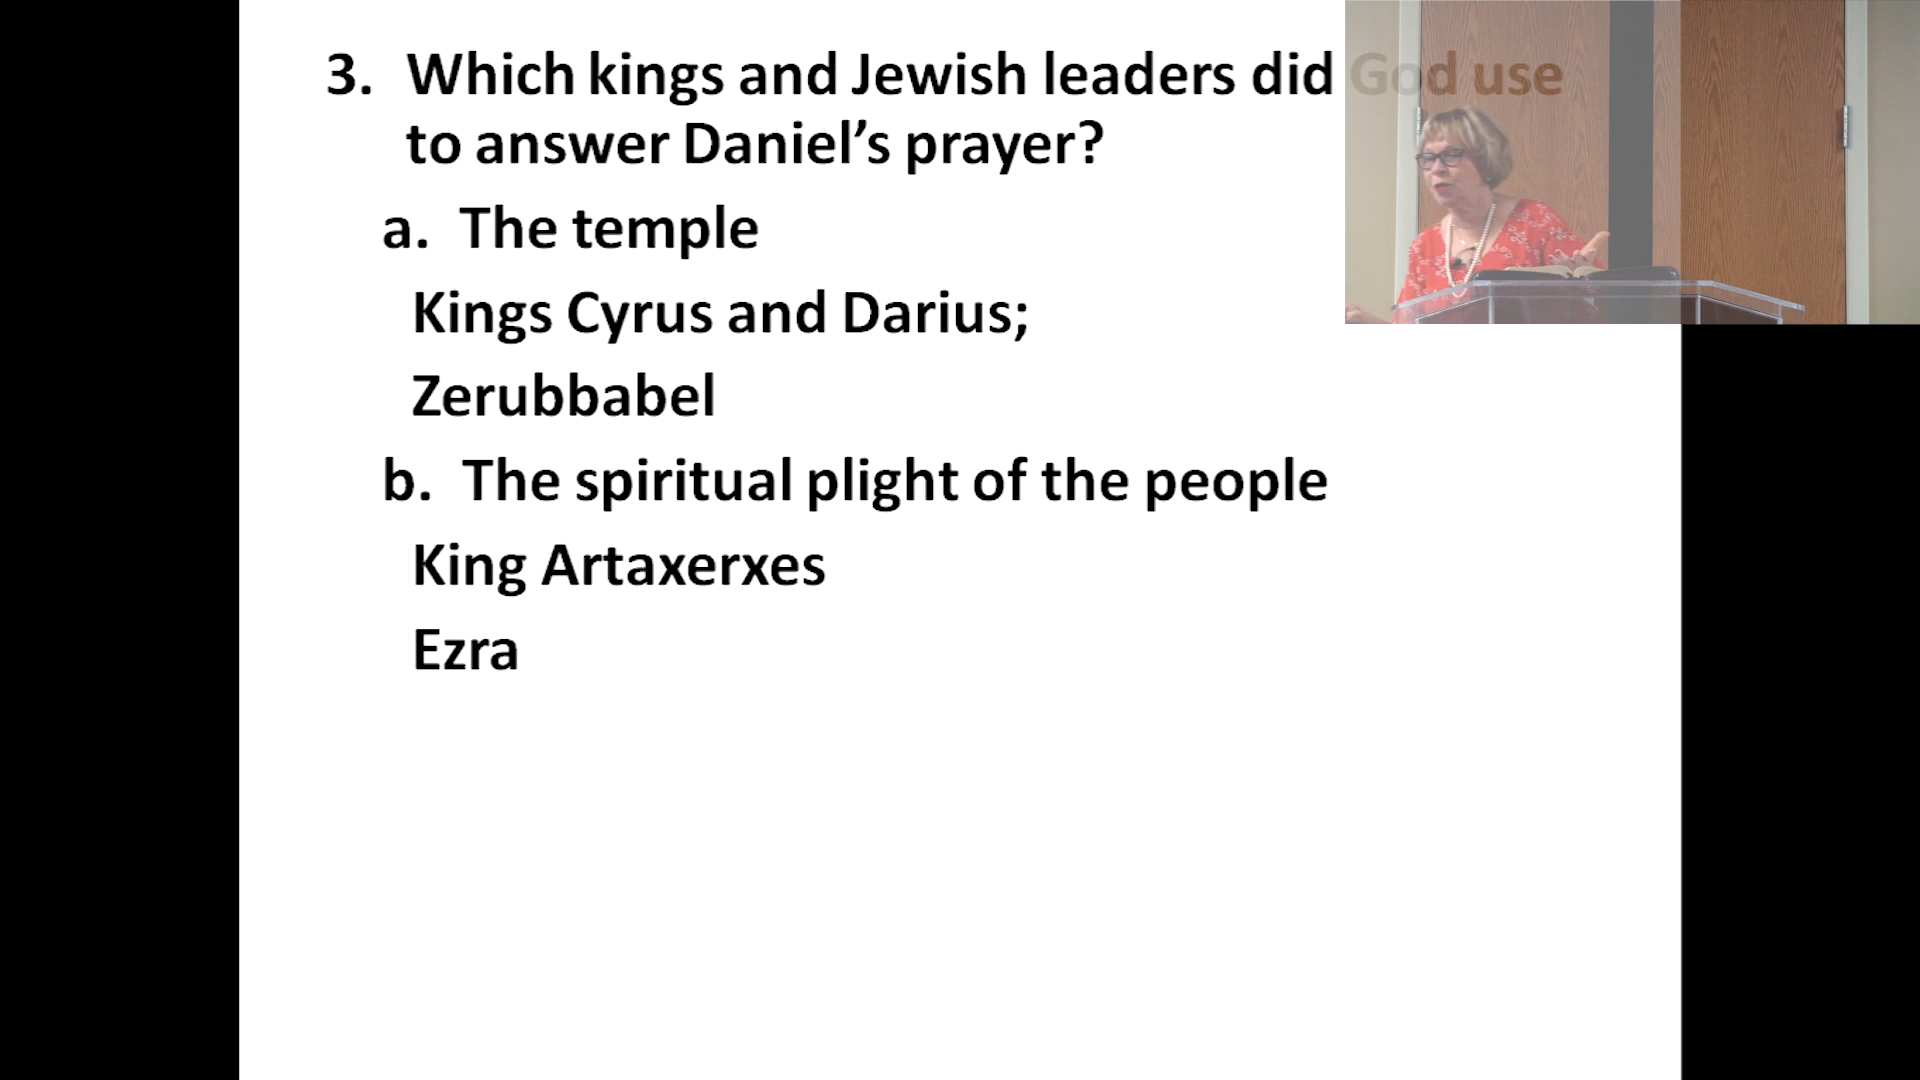 3. Which kings and Jewish leaders did God use
to answer Daniel’s prayer?
a. The temple
Kings Cyrus and Darius;
Zerubbabel
b. The spiritual plight of the people
King Artaxerxes
Ezra